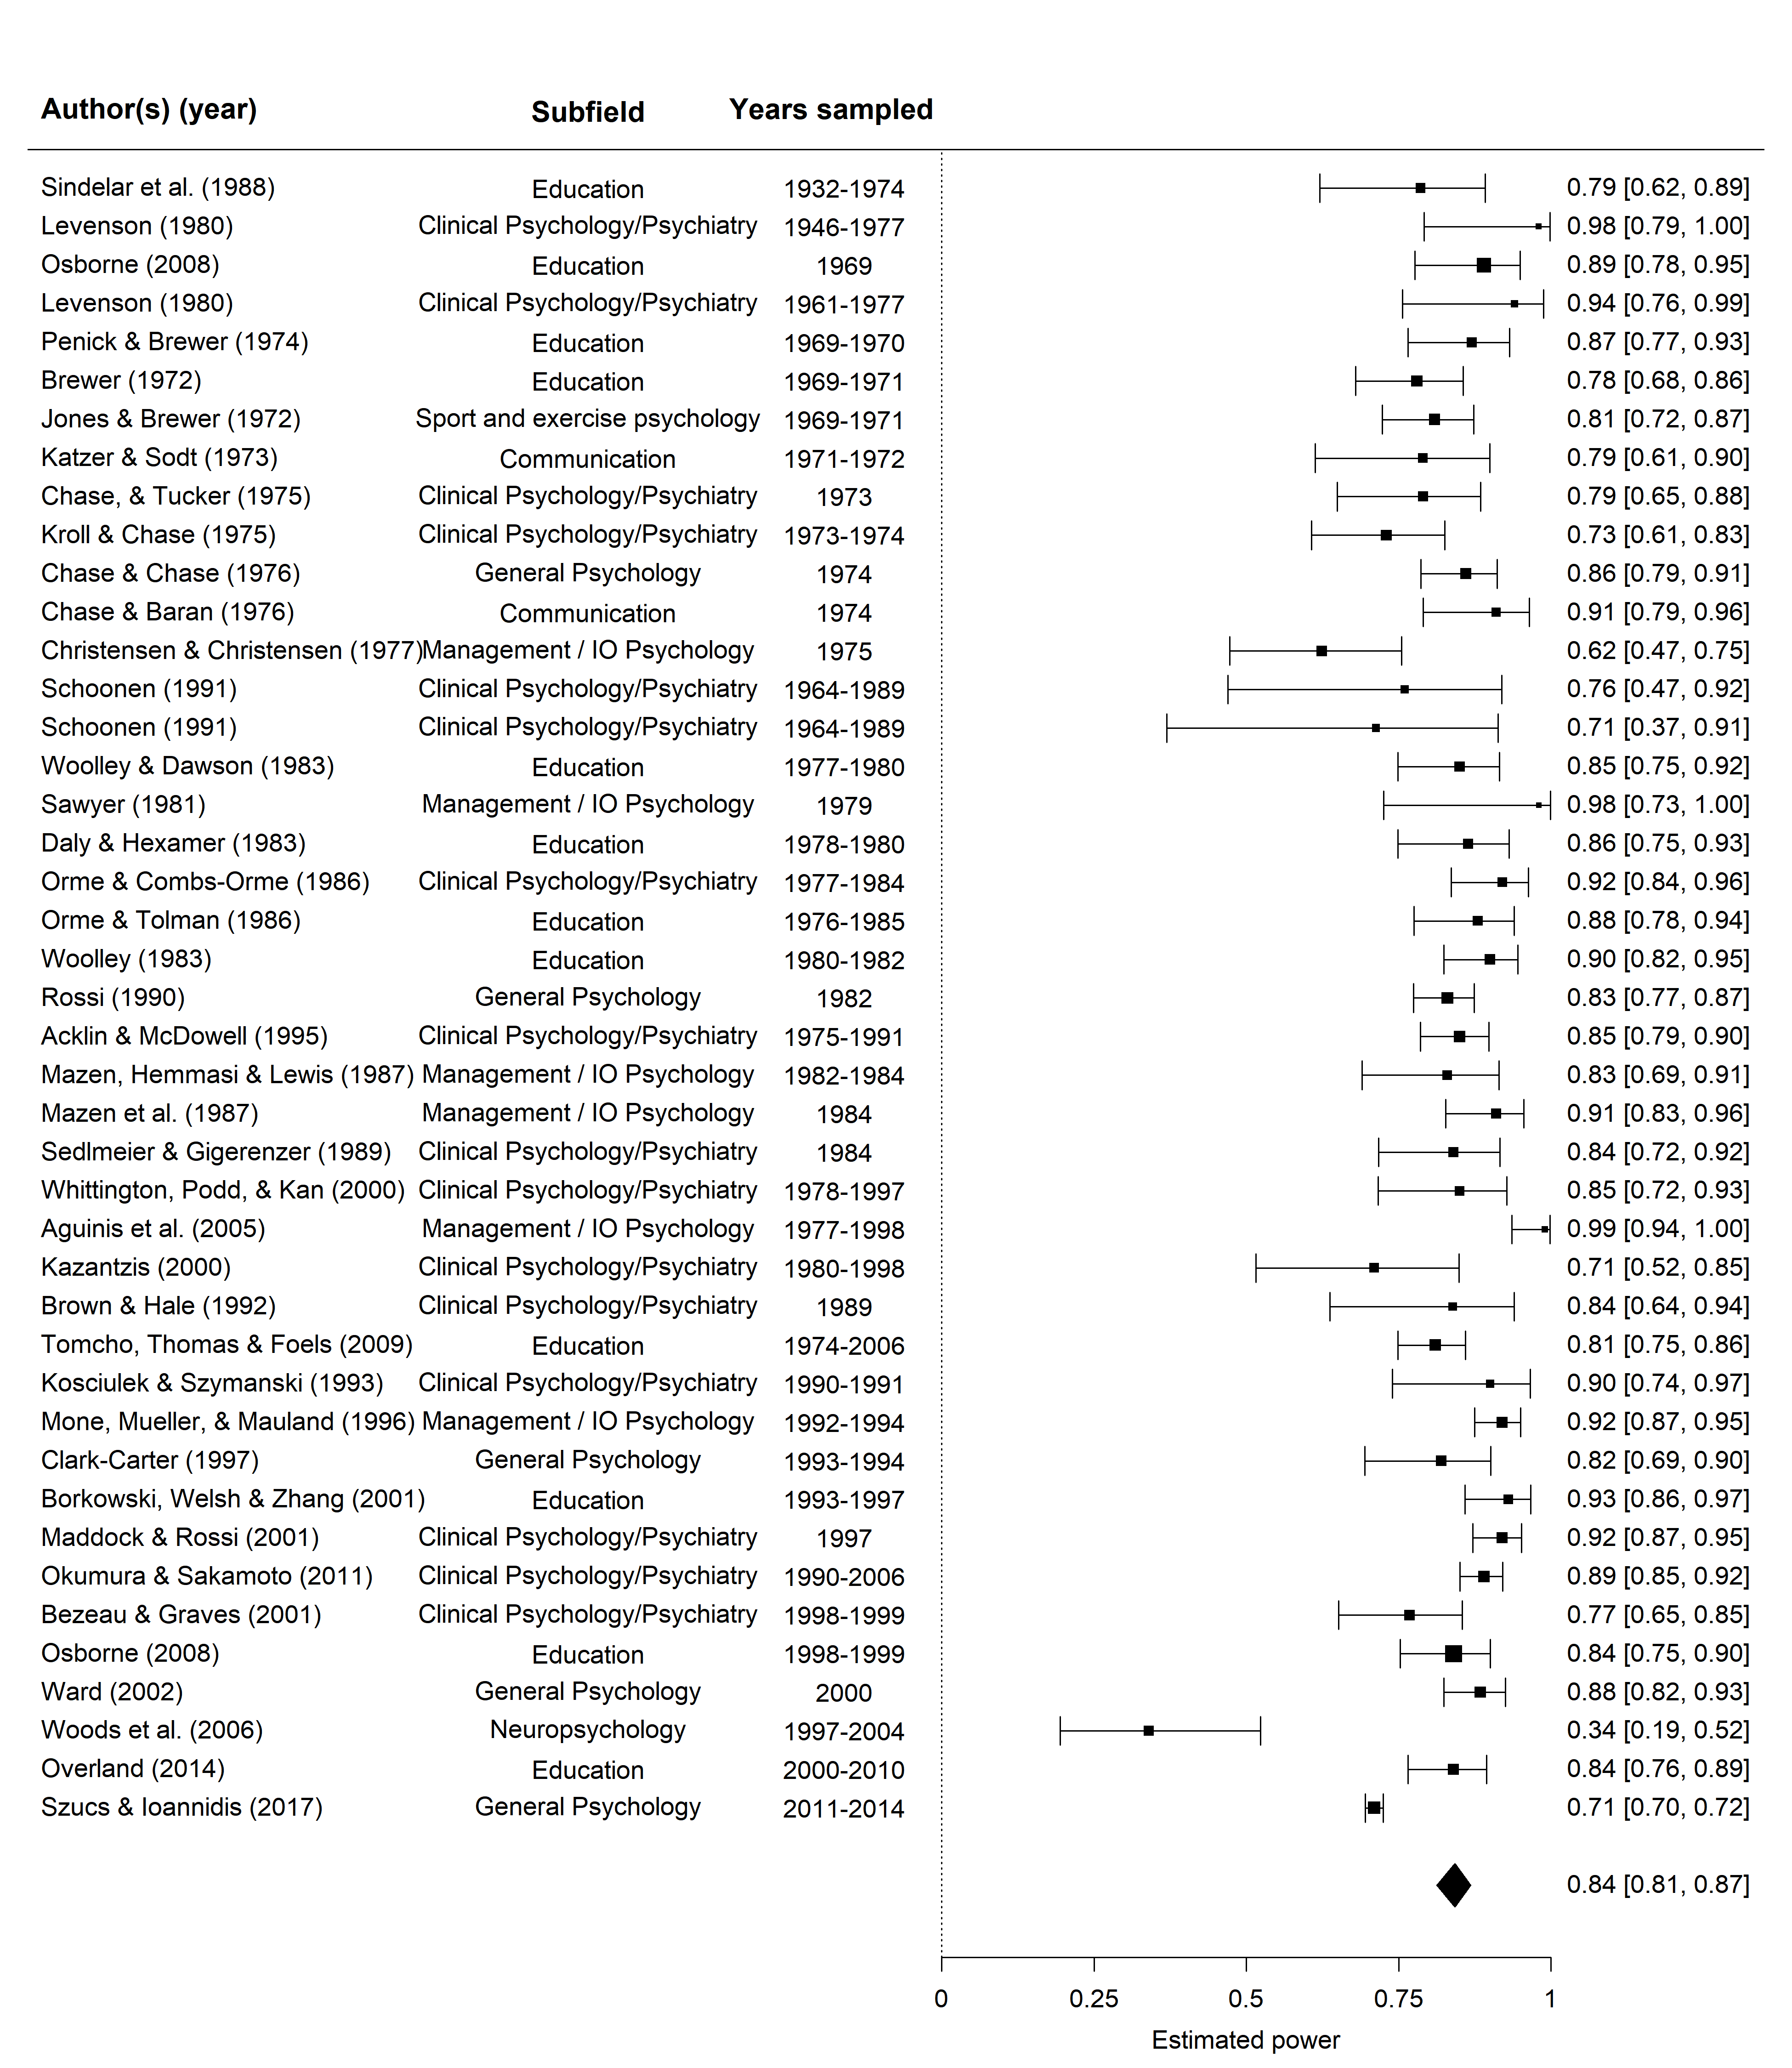 Author(s) (year) Subfield Years sampled
Sindelar et al. (1988) Education 1932-1974 0.79 [0.62, 0.89]
Levenson (1980) Clinical Psychology/Psychiatry 1946-1977 0.98 [0.79, 1.00]
Osborne (2008) Education 1969 0.89 [0.78, 0.95]
Levenson (1980) Clinical Psychology/Psychiatry 1961-1977 0.94 [0.76, 0.99]
Penick & Brewer (1974) Education 1969-1970 0.87 [0.77, 0.93]
Brewer (1972) Education 1969-1971 0.78 [0.68, 0.86]
Jones & Brewer (1972) Sport and exercise psychology 1969-1971 0.81 [0.72, 0.87]
Katzer & Sodt (1973) Communication 1971-1972 0.79 [0.61, 0.90]
Chase, & Tucker (1975) Clinical Psychology/Psychiatry 1973 0.79 [0.65, 0.88]
Kroll & Chase (1975) Clinical Psychology/Psychiatry 1973-1974 0.73 [0.61, 0.83]
Chase & Chase (1976) General Psychology 1974 0.86 [0.79, 0.91]
Chase & Baran (1976) Communication 1974 0.91 [0.79, 0.96]
Christensen & Christensen (1977) Management / IO Psychology 1975 0.62 [0.47, 0.75]
Schoonen (1991) Clinical Psychology/Psychiatry 1964-1989 0.76 [0.47, 0.92]
Schoonen (1991) Clinical Psychology/Psychiatry 1964-1989 0.71 [0.37, 0.91]
Woolley & Dawson (1983) Education 1977-1980 0.85 [0.75, 0.92]
Sawyer (1981) Management / IO Psychology 1979 0.98 [0.73, 1.00]
Daly & Hexamer (1983) Education 1978-1980 0.86 [0.75, 0.93]
Orme & Combs-Orme (1986) Clinical Psychology/Psychiatry 1977-1984 0.92 [0.84, 0.96]
Orme & Tolman (1986) Education 1976-1985 0.88 [0.78, 0.94]
Woolley (1983) Education 1980-1982 0.90 [0.82, 0.95]
Rossi (1990) General Psychology 1982 0.83 [0.77, 0.87]
Acklin & McDowell (1995) Clinical Psychology/Psychiatry 1975-1991 0.85 [0.79, 0.90]
Mazen, Hemmasi & Lewis (1987) Management / IO Psychology 1982-1984 0.83 [0.69, 0.91]
Mazen et al. (1987) Management / IO Psychology 1984 0.91 [0.83, 0.96]
Sedlmeier & Gigerenzer (1989) Clinical Psychology/Psychiatry 1984 0.84 [0.72, 0.92]
Whittington, Podd, & Kan (2000) Clinical Psychology/Psychiatry 1978-1997 0.85 [0.72, 0.93]
Aguinis et al. (2005) Management / IO Psychology 1977-1998 0.99 [0.94, 1.00]
Kazantzis (2000) Clinical Psychology/Psychiatry 1980-1998 0.71 [0.52, 0.85]
Brown & Hale (1992) Clinical Psychology/Psychiatry 1989 0.84 [0.64, 0.94]
Tomcho, Thomas & Foels (2009) Education 1974-2006 0.81 [0.75, 0.86]
Kosciulek & Szymanski (1993) Clinical Psychology/Psychiatry 1990-1991 0.90 [0.74, 0.97]
Mone, Mueller, & Mauland (1996) Management / IO Psychology 1992-1994 0.92 [0.87, 0.95]
Clark-Carter (1997) General Psychology 1993-1994 0.82 [0.69, 0.90]
Borkowski, Welsh & Zhang (2001) Education 1993-1997 0.93 [0.86, 0.97]
Maddock & Rossi (2001) Clinical Psychology/Psychiatry 1997 0.92 [0.87, 0.95]
Okumura & Sakamoto (2011) Clinical Psychology/Psychiatry 1990-2006 0.89 [0.85, 0.92]
Bezeau & Graves (2001) Clinical Psychology/Psychiatry 1998-1999 0.77 [0.65, 0.85]
Osborne (2008) Education 1998-1999 0.84 [0.75, 0.90]
Ward (2002) General Psychology 2000 0.88 [0.82, 0.93]
Woods et al. (2006) Neuropsychology 1997-2004 0.34 [0.19, 0.52]
Overland (2014) Education 2000-2010 0.84 [0.76, 0.89]
Szucs & Ioannidis (2017) General Psychology 2011-2014 0.71 [0.70, 0.72]
0.84 [0.81, 0.87]
0 0.25 0.5 0.75 1
Estimated power